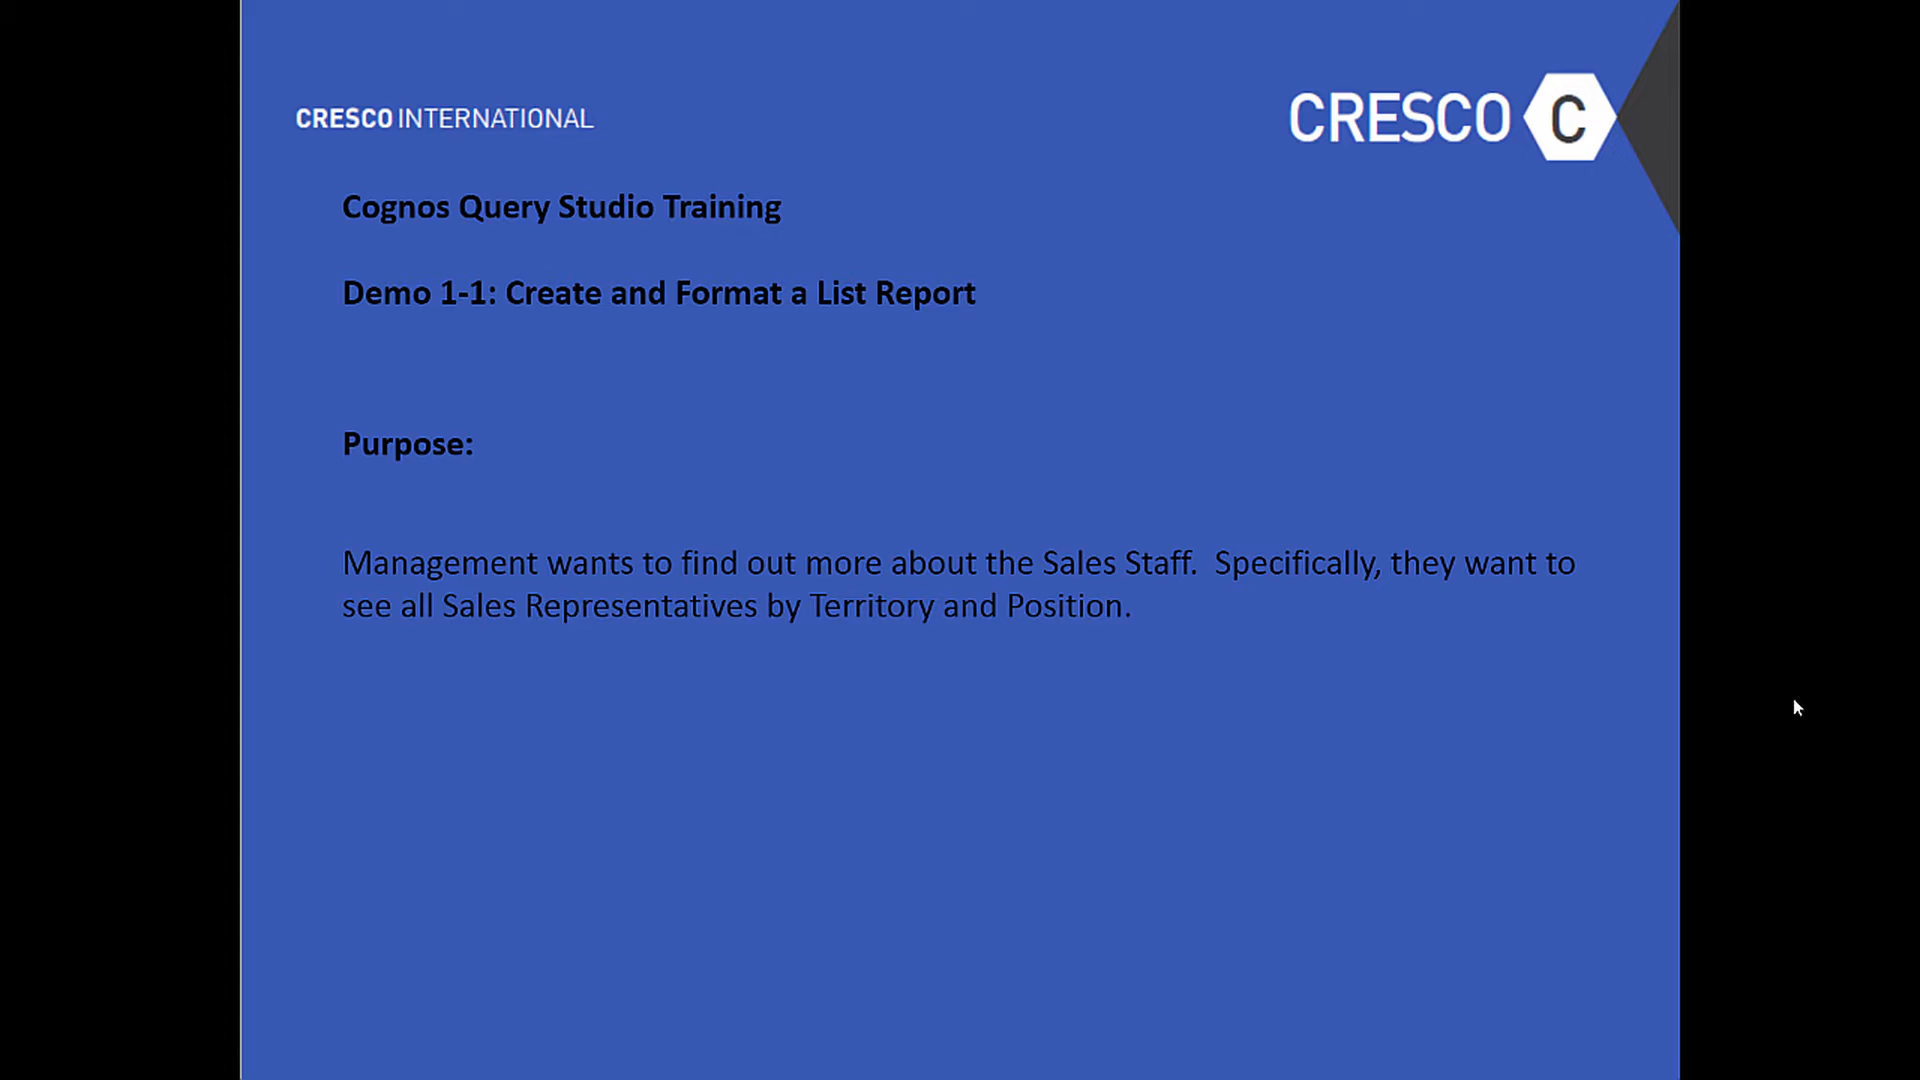 CRESCO INTERNATIONAL
CRESCO C
Cognos Query Studio Training
Demo 1-1: Create and Format a List Report
Purpose:
Management wants to find out more about the Sales Staff.  Specifically, they want to
see all Sales Representatives by Territory and Position.